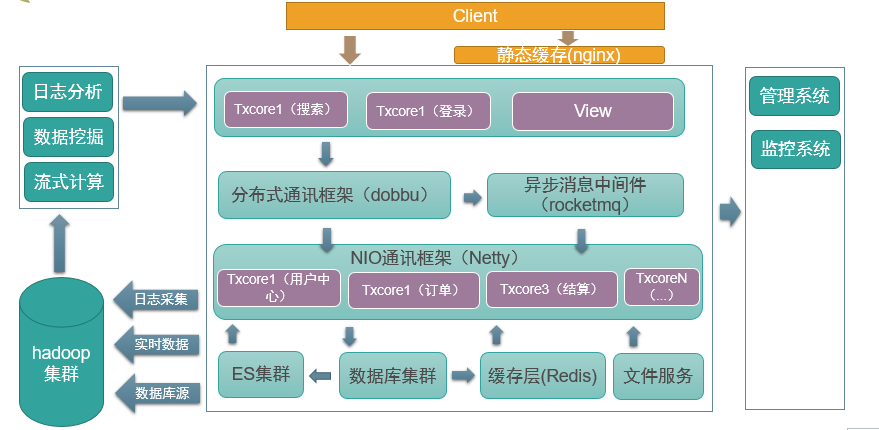 Client
静态缓存(nginx)
日志分析
数据挖掘
流式计算
Txcore1（搜索）
Txcore1（登录）
View
管理系统
监控系统
分布式通讯框架（dobbu）
异步消息中间件
（rocketmq）
NIO通讯框架（Netty）
Txcore1（用户中
心）
Txcore1（订单）
Txcore3（结算）
TxcoreN
（...）
日志采集
实时数据
数据库源
hadoop
集群
ES集群
数据库集群
缓存层(Redis)
文件服务